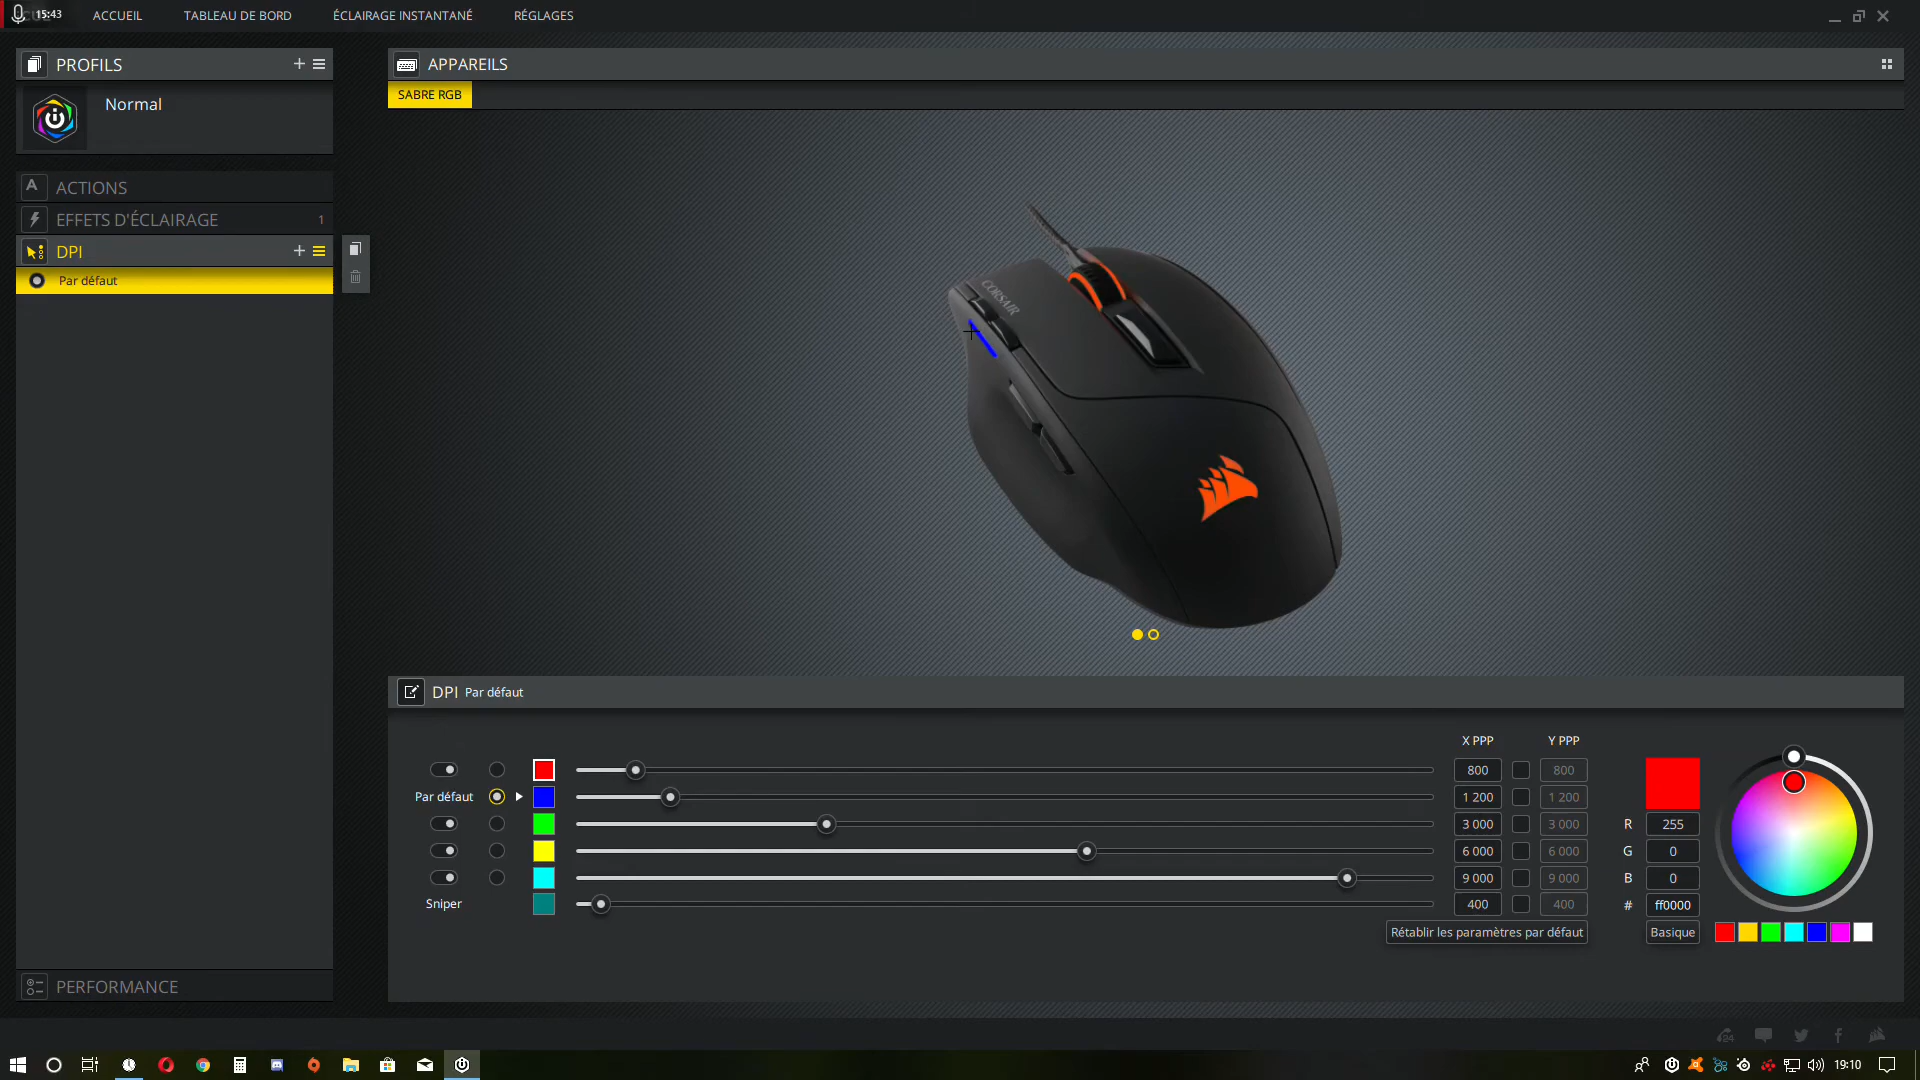 15:43
ACCUEIL
TABLEAU DE BORD
ÉCLAIRAGE INSTANTANÉ
RÉGLAGES
PROFILS
Normal
ACTIONS
EFFETS D'ÉCLAIRAGE 1
DPI
Par défaut
PERFORMANCE
APPAREILS
SABRE RGB
CORSAIR
DPI Par défaut
X PPP Y PPP
800 800
Par défaut 1 200 1 200
3 000 3 000
6 000 6 000
9 000 9 000
Sniper 400 400
Rétablir les paramètres par défaut
R 255
G 0
B 0
# ff0000
Basique
24
19:10